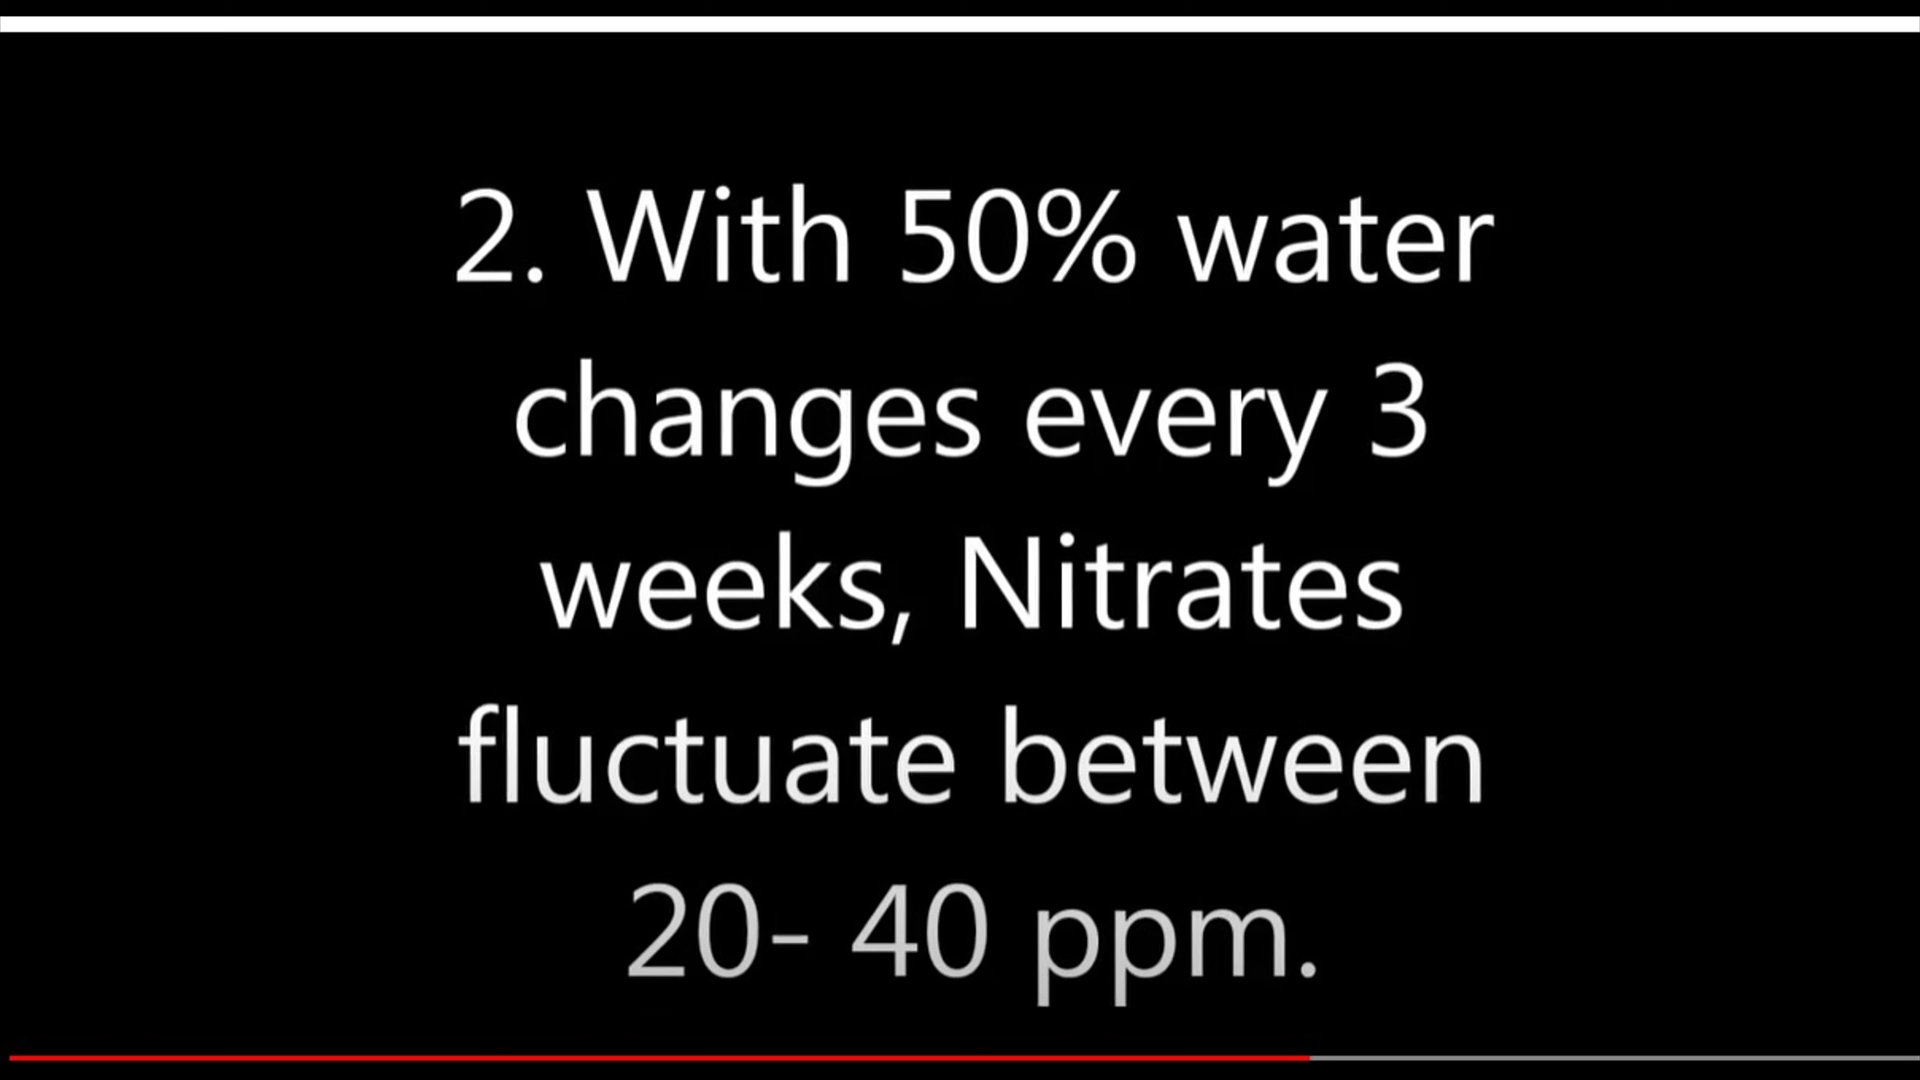 2. With 50% water
changes every 3
weeks, Nitrates
fluctuate between
20- 40 ppm.